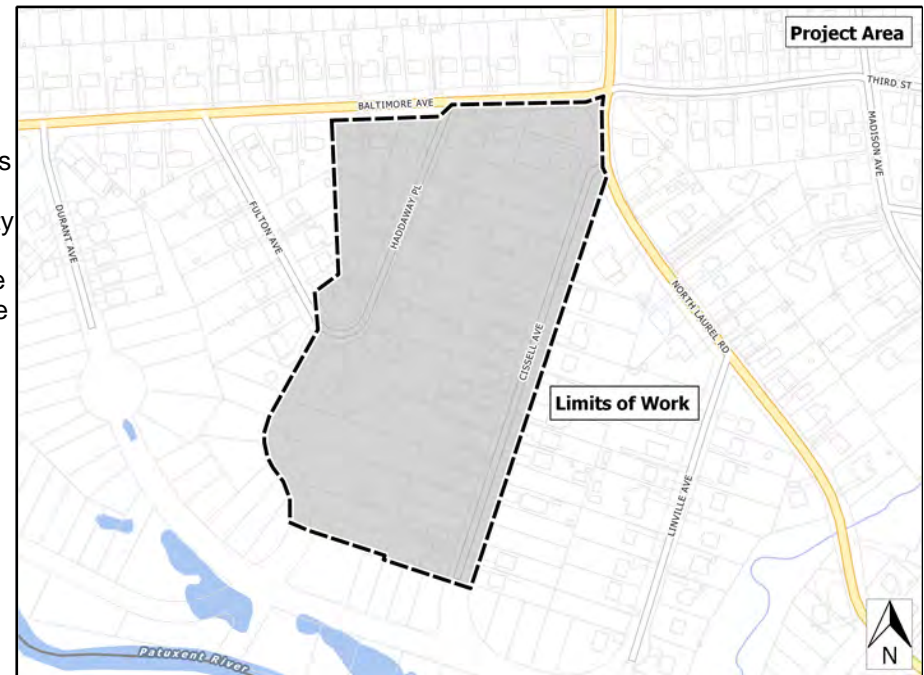 Project Area
BALTIMORE AVE
THIRD ST
MADISON AVE
s
DURANT AVE
FULTON AVE
HADDAWAY PL
ty
e
e
NORTH LAUREL RD
CISSELL AVE
Limits of Work
LINVILLE AVE
Patuxent River
N